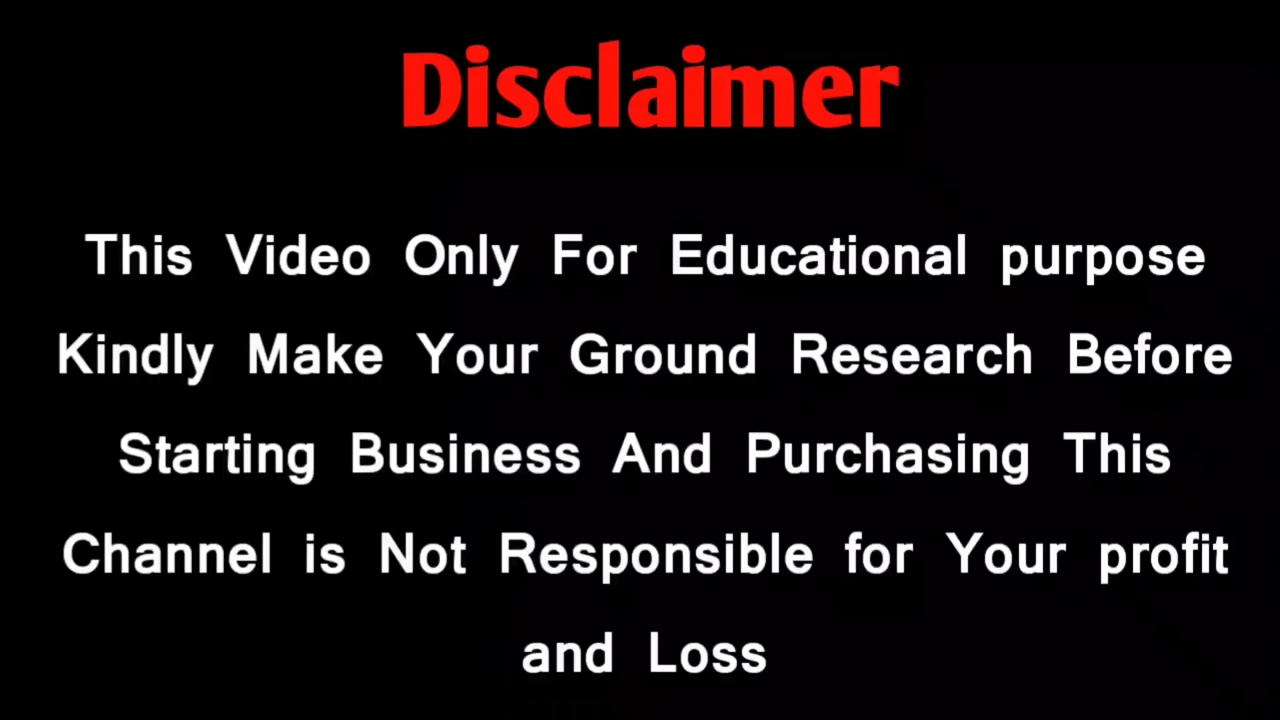 Disclaimer
This Video Only For Educational purpose
Kindly Make Your Ground Research Before
Starting Business And Purchasing This
Channel is Not Responsible for Your profit
and Loss